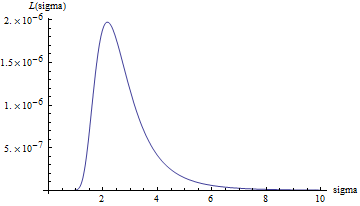 L(sigma)
2. × 10⁻⁶
1.5 × 10⁻⁶
1. × 10⁻⁶
5. × 10⁻⁷
2 4 6 8 10 sigma